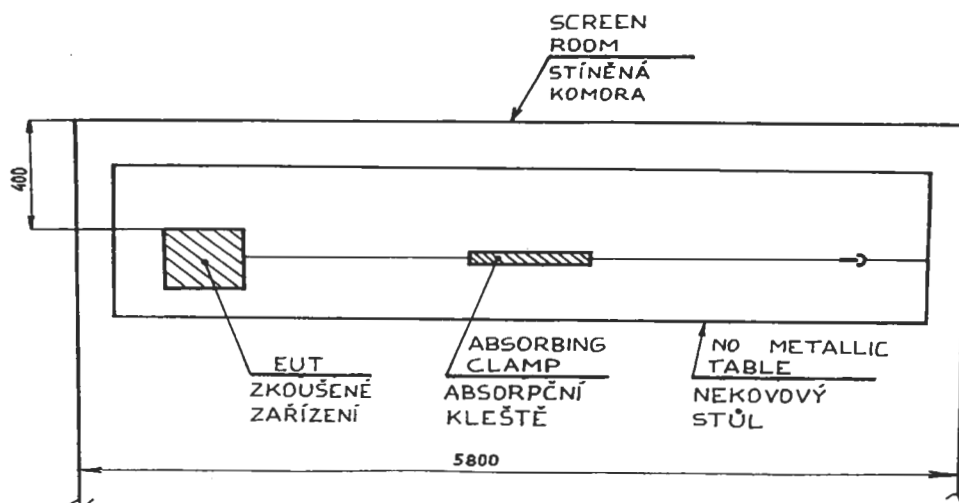 SCREEN
ROOM
STÍNĚNÁ
KOMORA
400
EUT
ZKOUŠENÉ
ZAŘÍZENÍ
ABSORBING
CLAMP
ABSORPČNÍ
KLEŠTĚ
NO METALLIC
TABLE
NEKOVOVÝ
STŮL
5800